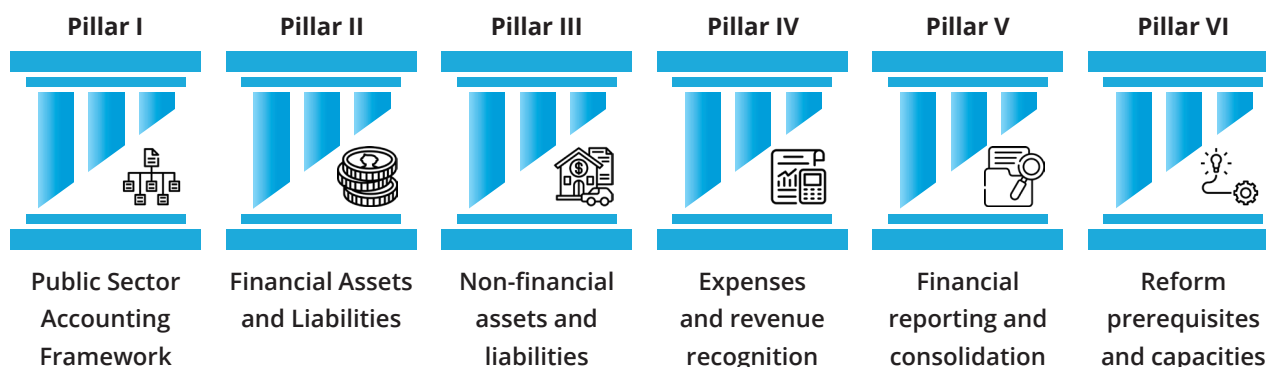 Pillar I
Pillar II
Pillar III
Pillar IV
Pillar V
Pillar VI
Public Sector
Accounting
Framework
Financial Assets
and Liabilities
Non-financial
assets and
liabilities
Expenses
and revenue
recognition
Financial
reporting and
consolidation
Reform
prerequisites
and capacities